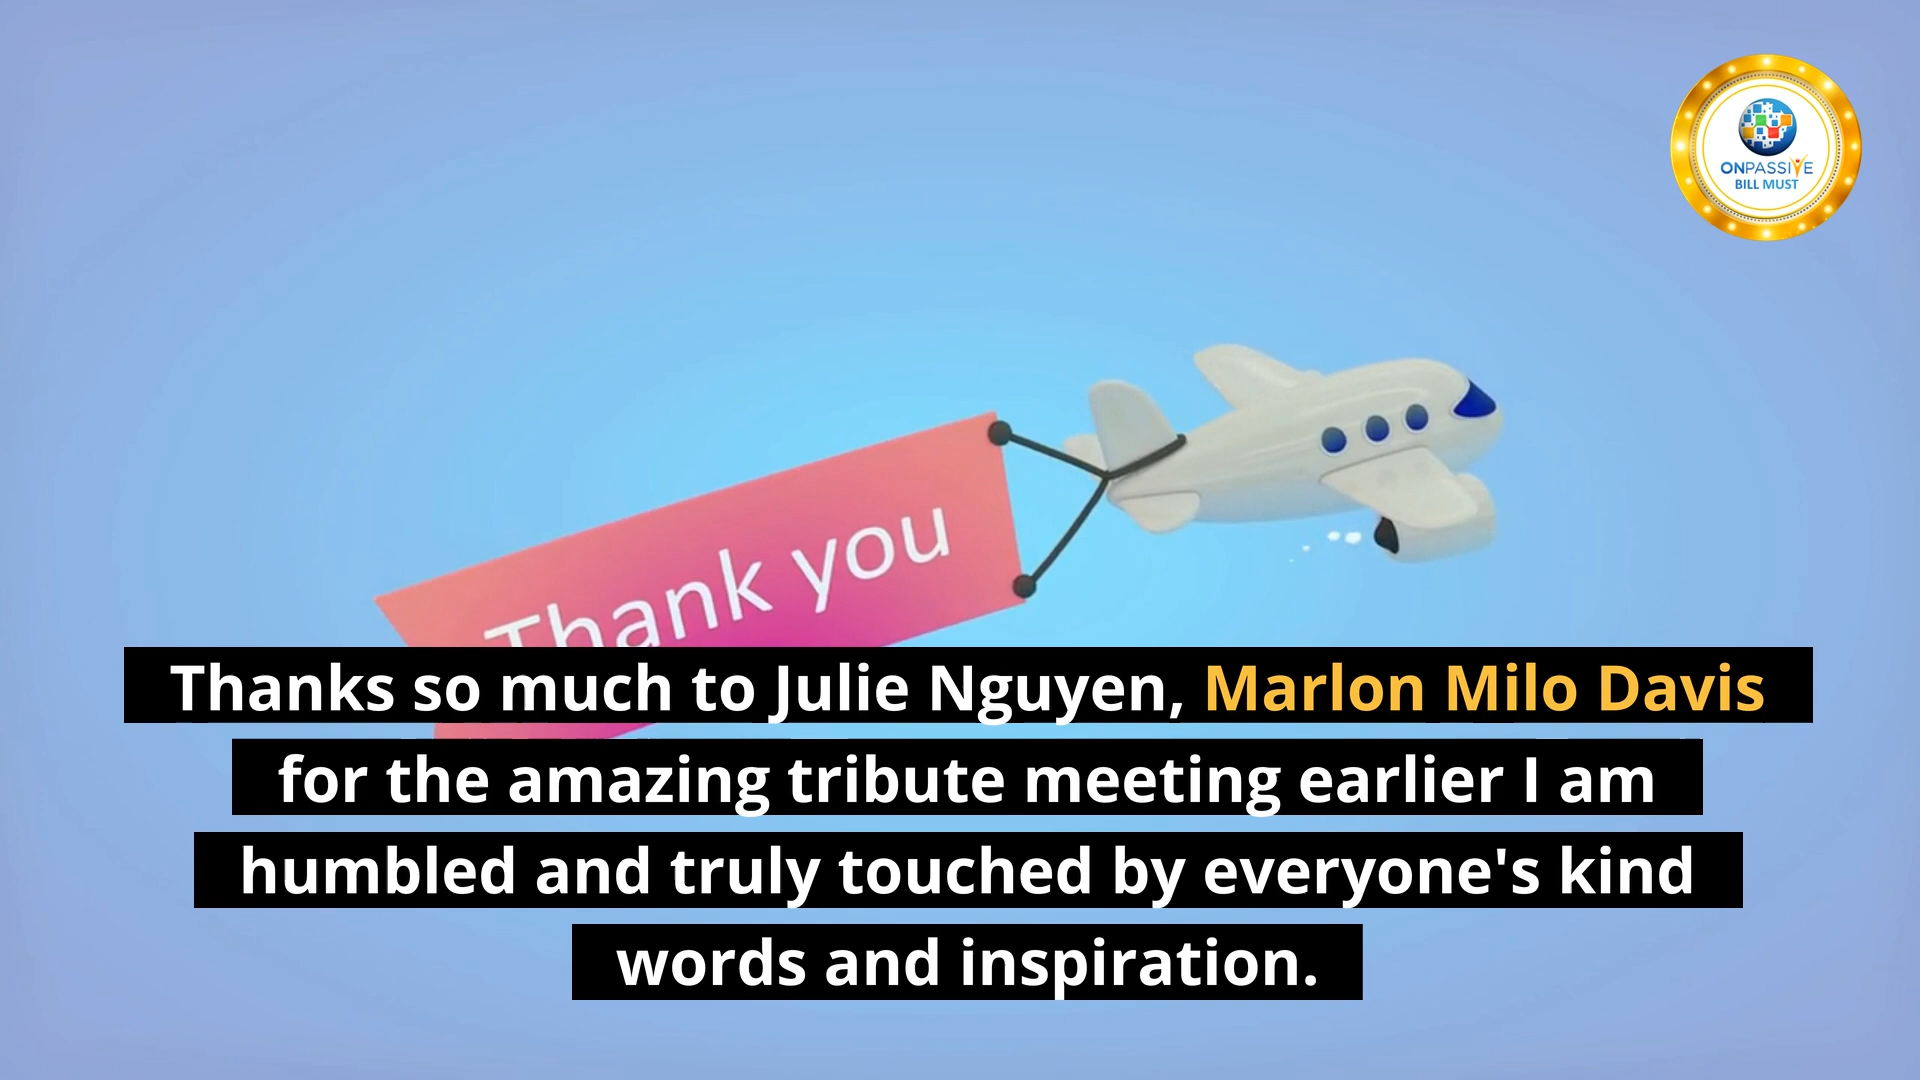 ONPASSIVE
BILL MUST
Thank you
Thanks so much to Julie Nguyen, Marlon Milo Davis
for the amazing tribute meeting earlier I am
humbled and truly touched by everyone's kind
words and inspiration.